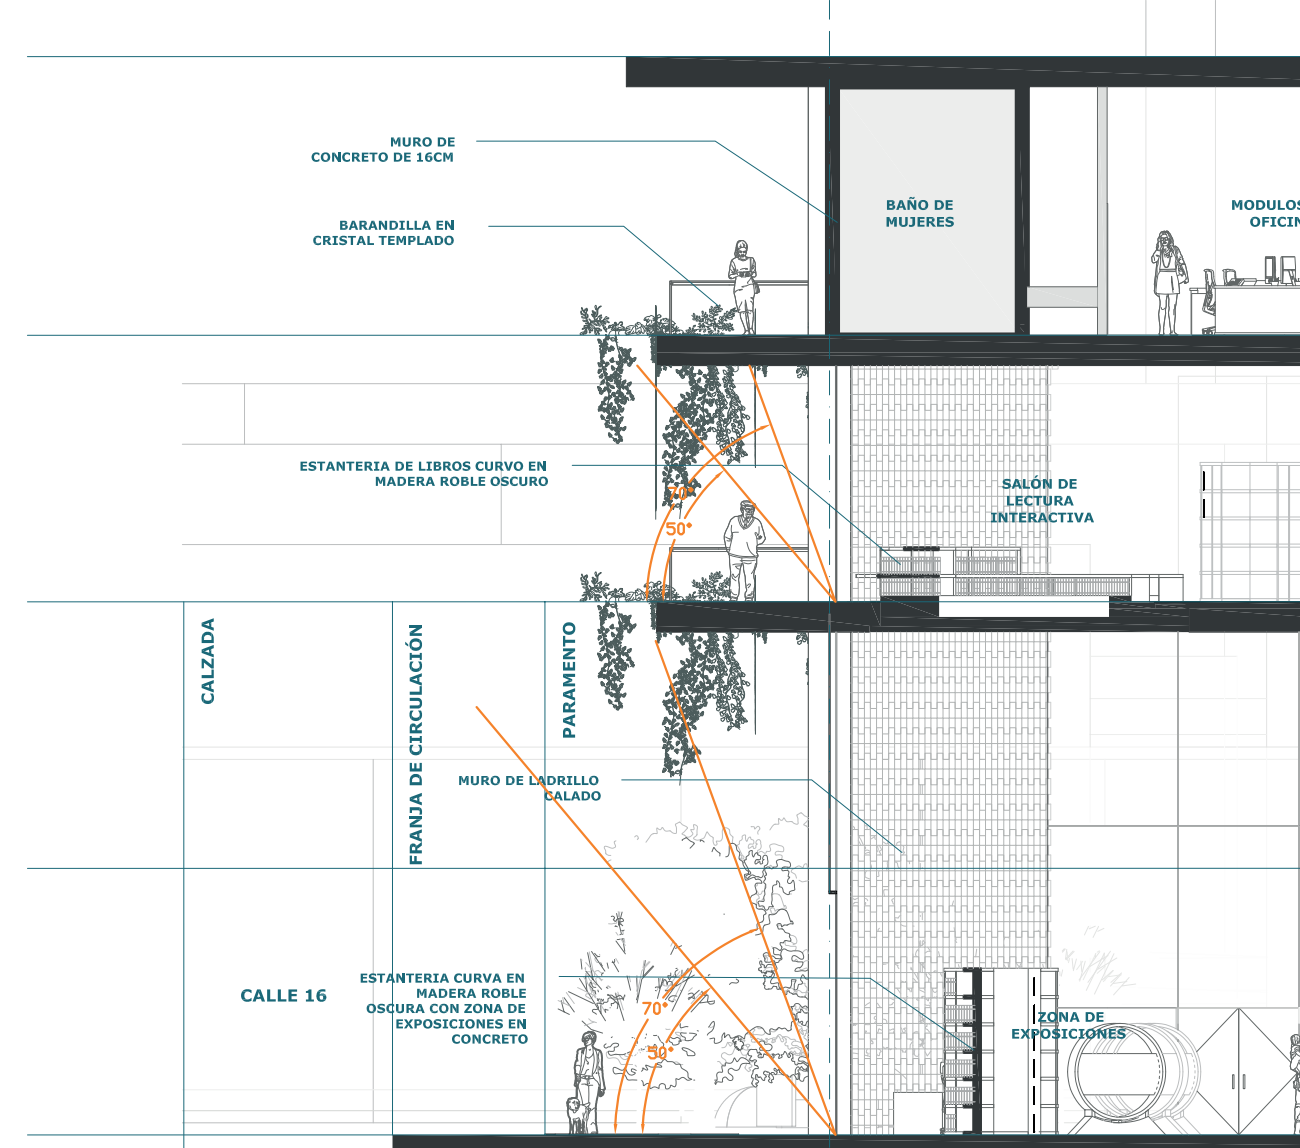 MURO DE
CONCRETO DE 16CM
BARANDILLA EN
CRISTAL TEMPLADO
BAÑO DE
MUJERES
MODULOS
OFICIN
ESTANTERIA DE LIBROS CURVO EN
MADERA ROBLE OSCURO
SALÓN DE
LECTURA
INTERACTIVA
70°
50°
CALZADA
FRANJA DE CIRCULACIÓN
PARAMENTO
MURO DE LADRILLO
CALADO
CALLE 16
ESTANTERIA CURVA EN
MADERA ROBLE
OSCURA CON ZONA DE
EXPOSICIONES EN
CONCRETO
70°
50°
ZONA DE
EXPOSICIONES